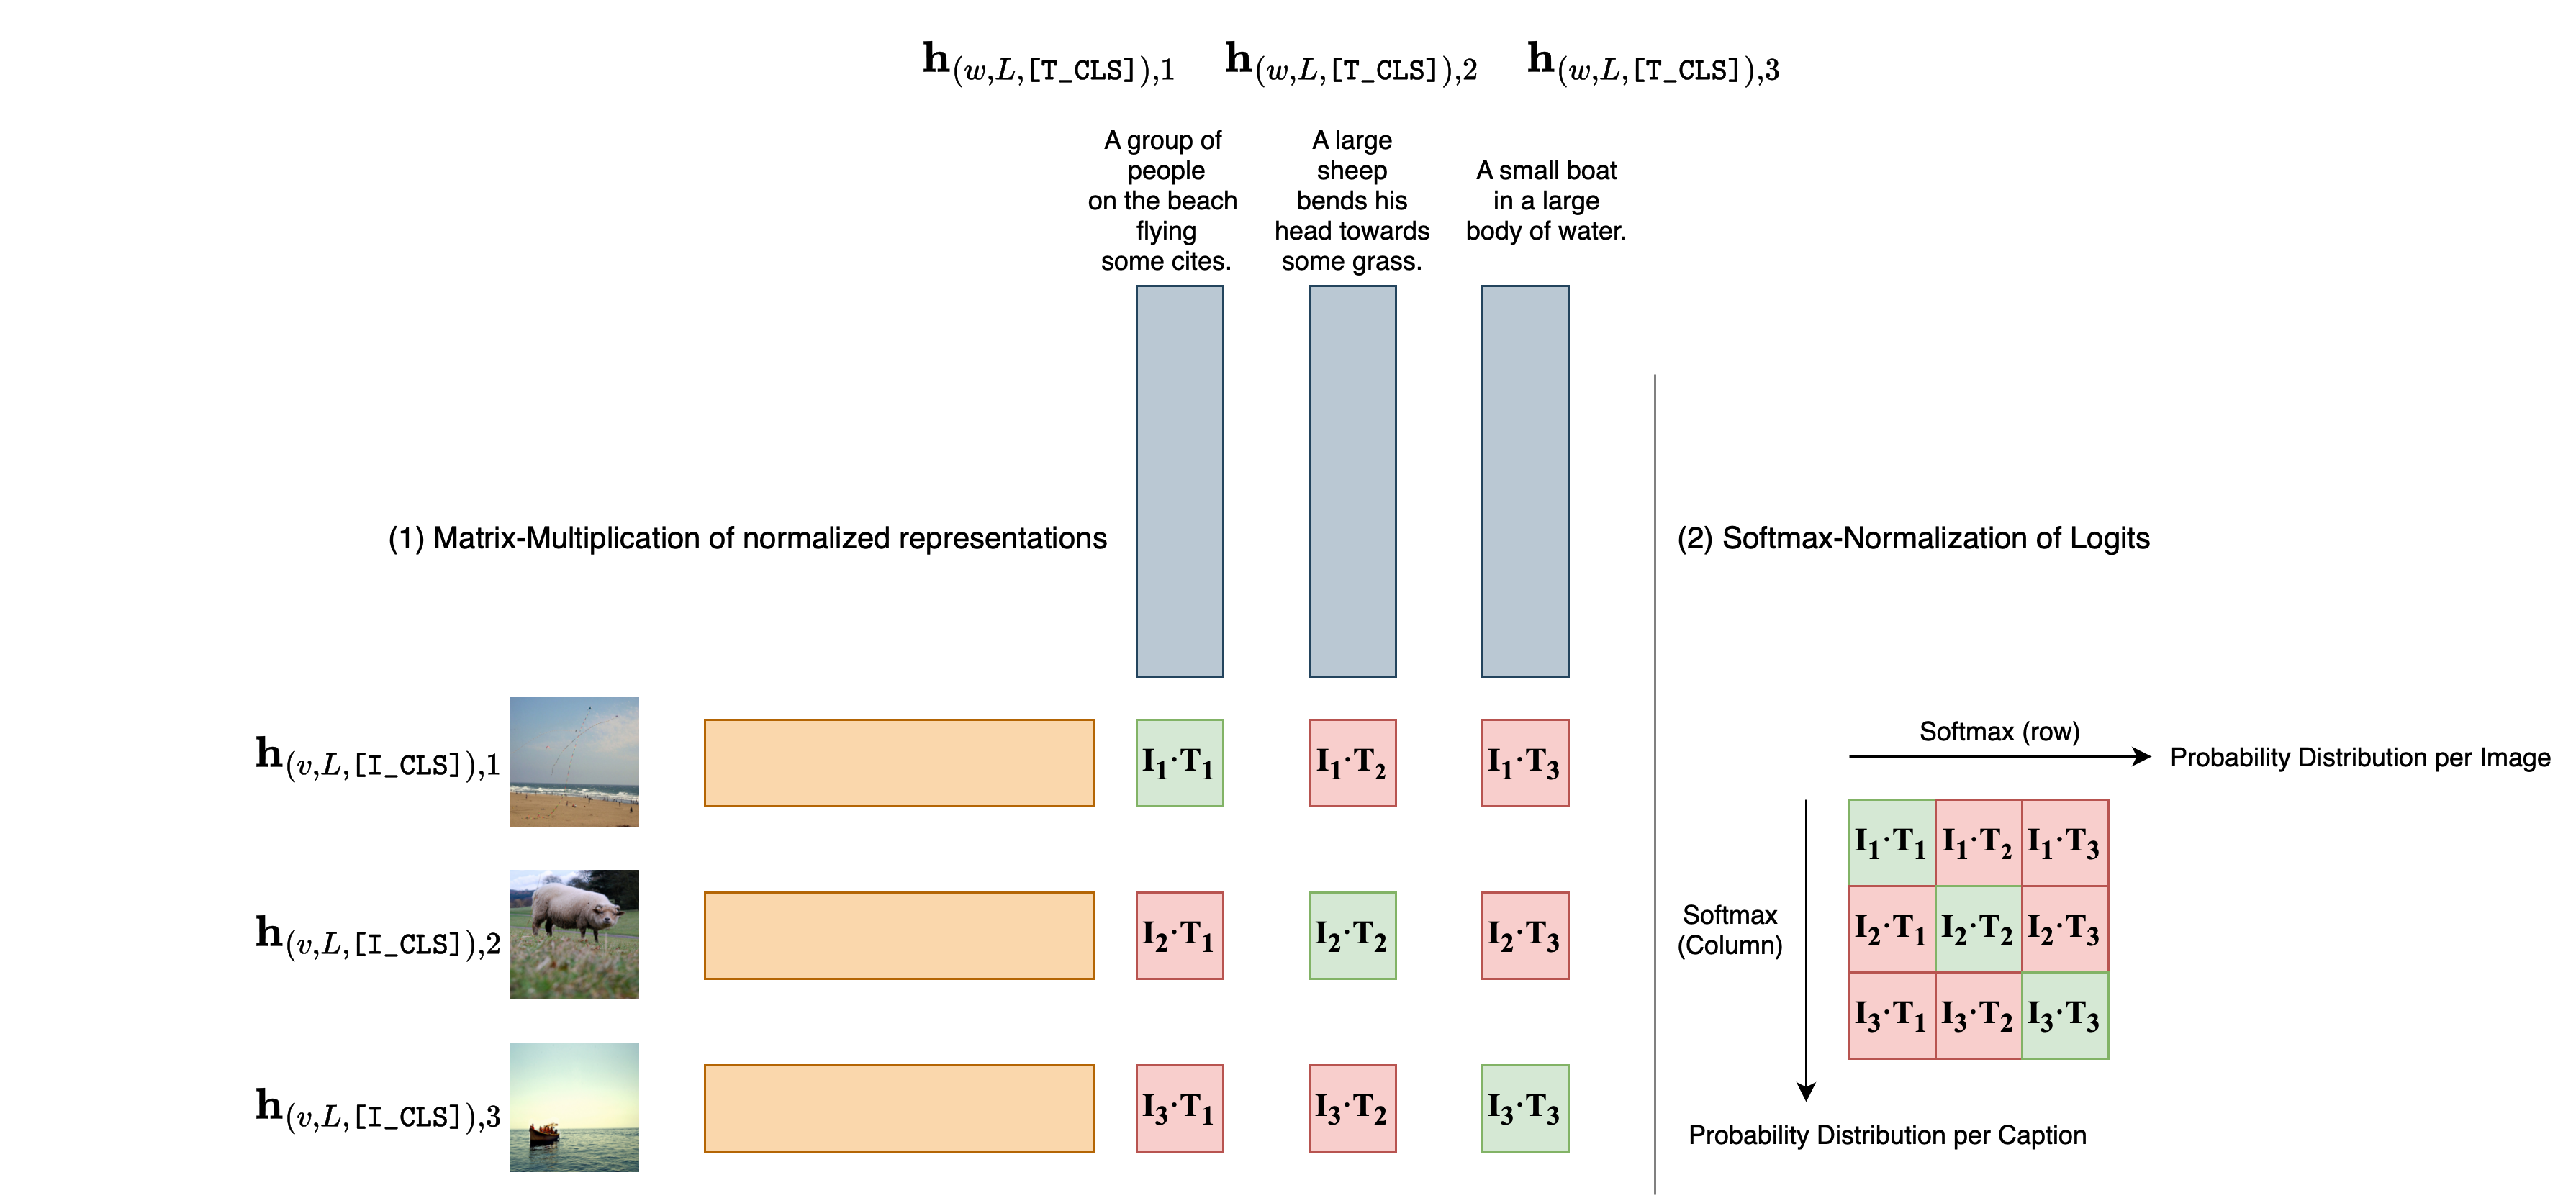 h(w,L,[T_CLS]),1 h(w,L,[T_CLS]),2 h(w,L,[T_CLS]),3
A group of
people
on the beach
flying
some cites.
A large
sheep
bends his
head towards
some grass.
A small boat
in a large
body of water.
(1) Matrix-Multiplication of normalized representations
h(v,L,[I_CLS]),1
I1·T1 I1·T2 I1·T3
h(v,L,[I_CLS]),2
I2·T1 I2·T2 I2·T3
h(v,L,[I_CLS]),3
I3·T1 I3·T2 I3·T3
(2) Softmax-Normalization of Logits
Softmax (row)
Probability Distribution per Image
Softmax
(Column)
I1·T1 I1·T2 I1·T3
I2·T1 I2·T2 I2·T3
I3·T1 I3·T2 I3·T3
Probability Distribution per Caption